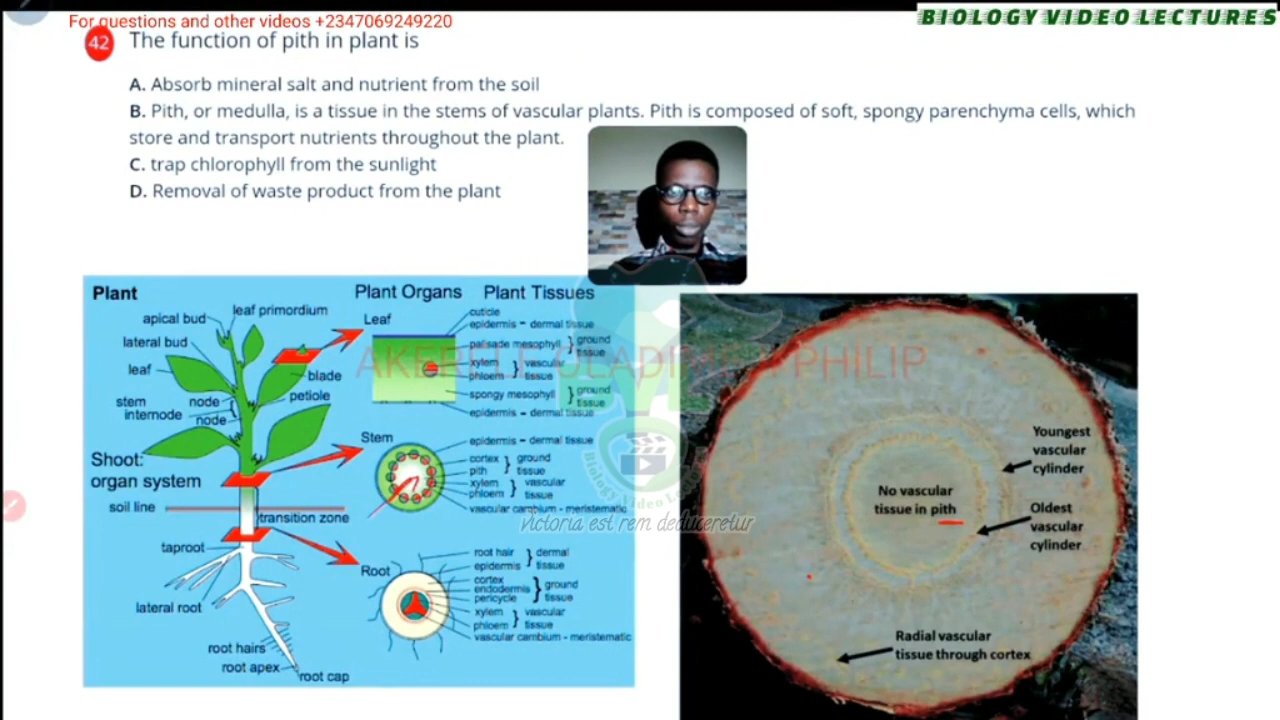 For questions and other videos +2347069249220
BIOLOGY VIDEO LECTURES
42 The function of pith in plant is
A. Absorb mineral salt and nutrient from the soil
B. Pith, or medulla, is a tissue in the stems of vascular plants. Pith is composed of soft, spongy parenchyma cells, which
store and transport nutrients throughout the plant.
C. trap chlorophyll from the sunlight
D. Removal of waste product from the plant
Plant
Plant Organs
Plant Tissues
leaf primordium
apical bud
lateral bud
leaf
blade
petiole
stem
node
internode
node
Shoot:
organ system
soil line
transition zone
taproot
lateral root
root hairs
root apex
root cap
Leaf
cuticle
epidermis - dermal tissue
palisade mesophyll
ground
tissue
xylem
phloem
vascular
tissue
spongy mesophyll
ground
tissue
epidermis - dermal tissue
Stem
epidermis - dermal tissue
cortex
pith
ground
tissue
xylem
phloem
vascular
tissue
vascular cambium - meristematic
Root
root hair
epidermis
dermal
tissue
cortex
endodermis
pericycle
ground
tissue
xylem
phloem
vascular
tissue
vascular cambium - meristematic
PHILIP
Biology Video
victoria est rem deduceretur
Youngest
vascular
cylinder
No vascular
tissue in pith
Oldest
vascular
cylinder
Radial vascular
tissue through cortex